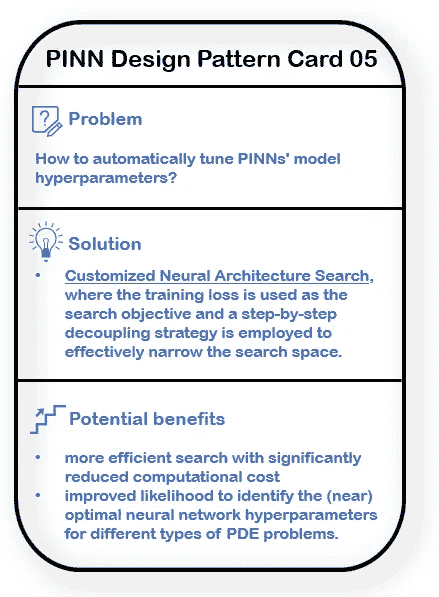 PINN Design Pattern Card 05
Problem
How to automatically tune PINNs' model
hyperparameters?
Solution
• Customized Neural Architecture Search,
where the training loss is used as the
search objective and a step-by-step
decoupling strategy is employed to
effectively narrow the search space.
Potential benefits
• more efficient search with significantly
reduced computational cost
• improved likelihood to identify the (near)
optimal neural network hyperparameters
for different types of PDE problems.